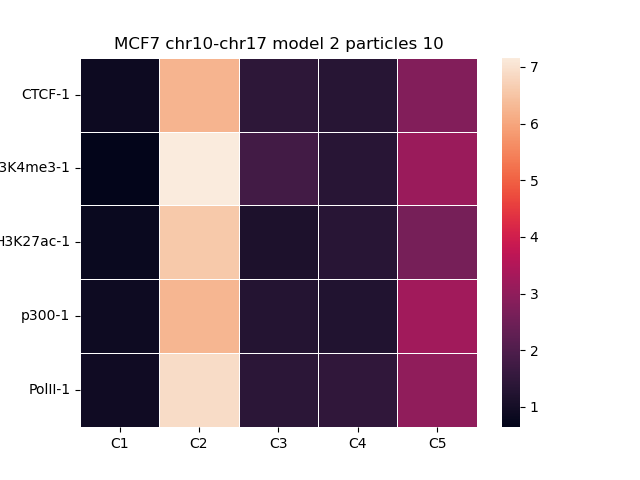 MCF7 chr10-chr17 model 2 particles 10
CTCF-1
3K4me3-1
H3K27ac-1
p300-1
PolII-1
C1 C2 C3 C4 C5
7
6
5
4
3
2
1